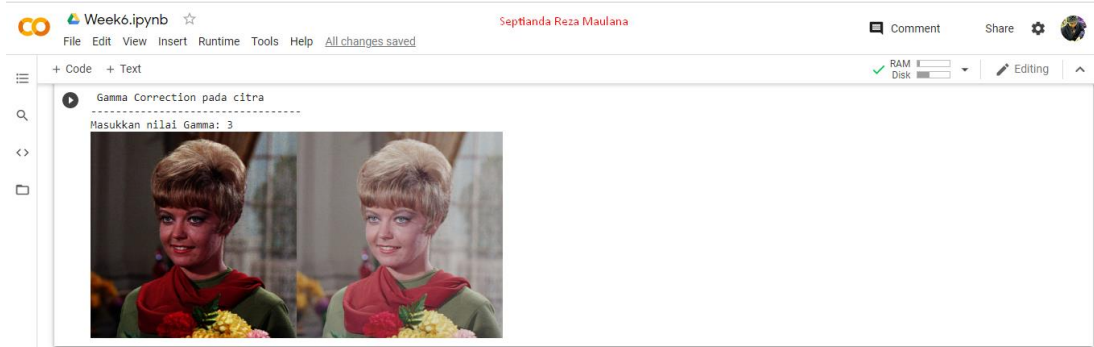 Week6.ipynb
Septianda Reza Maulana
Comment
Share
File Edit View Insert Runtime Tools Help All changes saved
+ Code + Text
RAM
Disk
Editing
Gamma Correction pada citra
----------------------------------
Masukkan nilai Gamma: 3